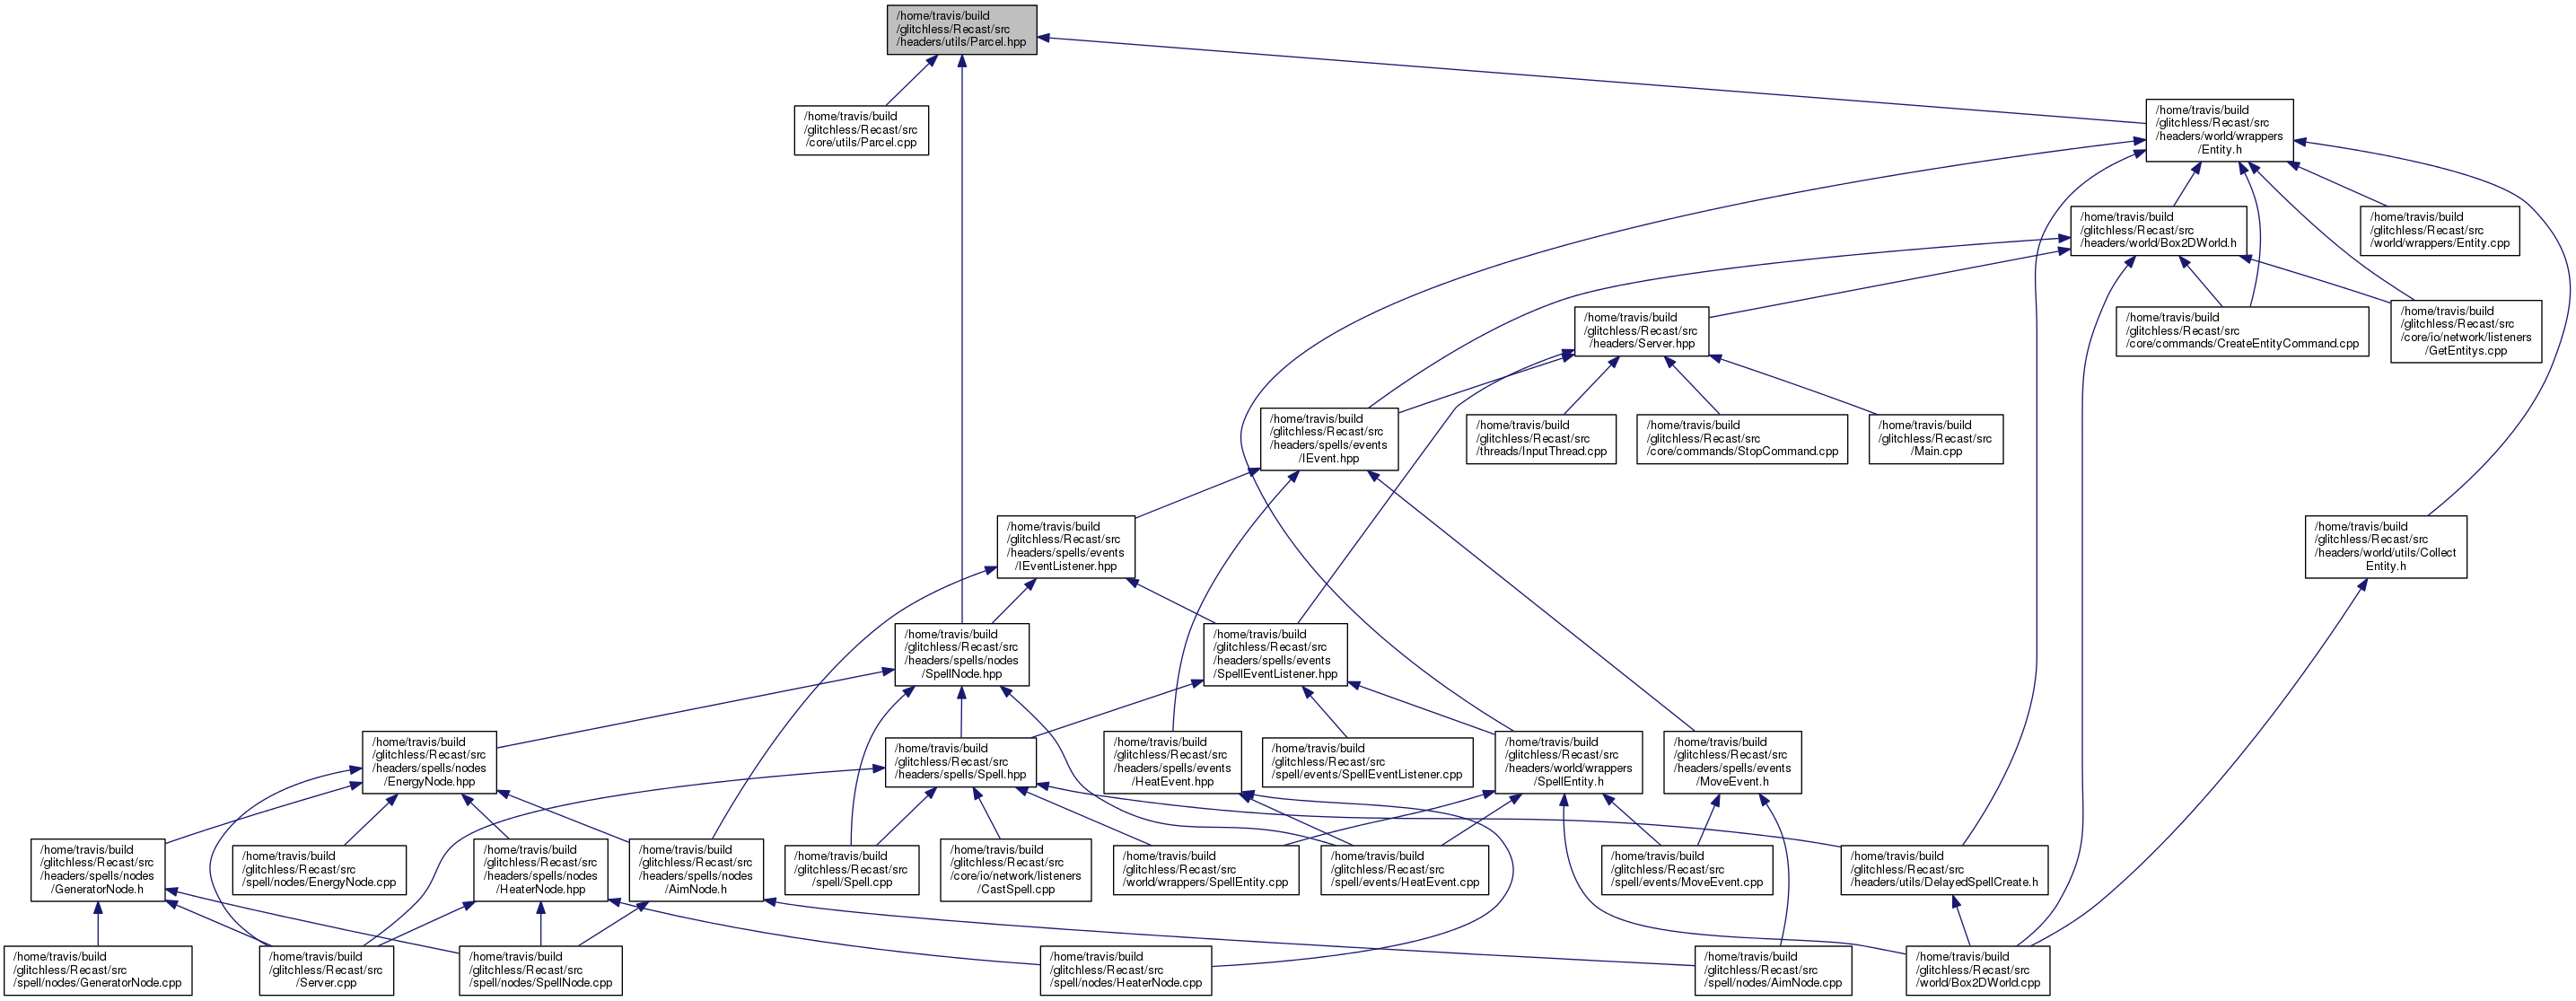 /home/travis/build
/glitchless/Recast/src
/headers/utils/Parcel.hpp
/home/travis/build
/glitchless/Recast/src
/core/utils/Parcel.cpp
/home/travis/build
/glitchless/Recast/src
/headers/world/wrappers
/Entity.h
/home/travis/build
/glitchless/Recast/src
/headers/world/Box2DWorld.h
/home/travis/build
/glitchless/Recast/src
/world/wrappers/Entity.cpp
/home/travis/build
/glitchless/Recast/src
/headers/Server.hpp
/home/travis/build
/glitchless/Recast/src
/core/commands/CreateEntityCommand.cpp
/home/travis/build
/glitchless/Recast/src
/core/io/network/listeners
/GetEntitys.cpp
/home/travis/build
/glitchless/Recast/src
/headers/spells/events
/IEvent.hpp
/home/travis/build
/glitchless/Recast/src
/threads/InputThread.cpp
/home/travis/build
/glitchless/Recast/src
/core/commands/StopCommand.cpp
/home/travis/build
/glitchless/Recast/src
/Main.cpp
/home/travis/build
/glitchless/Recast/src
/headers/spells/events
/IEventListener.hpp
/home/travis/build
/glitchless/Recast/src
/headers/world/utils/Collect
Entity.h
/home/travis/build
/glitchless/Recast/src
/headers/spells/nodes
/SpellNode.hpp
/home/travis/build
/glitchless/Recast/src
/headers/spells/events
/SpellEventListener.hpp
/home/travis/build
/glitchless/Recast/src
/headers/spells/nodes
/EnergyNode.hpp
/home/travis/build
/glitchless/Recast/src
/headers/spells/Spell.hpp
/home/travis/build
/glitchless/Recast/src
/headers/spells/events
/HeatEvent.hpp
/home/travis/build
/glitchless/Recast/src
/spell/events/SpellEventListener.cpp
/home/travis/build
/glitchless/Recast/src
/headers/world/wrappers
/SpellEntity.h
/home/travis/build
/glitchless/Recast/src
/headers/spells/events
/MoveEvent.h
/home/travis/build
/glitchless/Recast/src
/headers/spells/nodes
/GeneratorNode.h
/home/travis/build
/glitchless/Recast/src
/spell/nodes/EnergyNode.cpp
/home/travis/build
/glitchless/Recast/src
/headers/spells/nodes
/HeaterNode.hpp
/home/travis/build
/glitchless/Recast/src
/headers/spells/nodes
/AimNode.h
/home/travis/build
/glitchless/Recast/src
/spell/Spell.cpp
/home/travis/build
/glitchless/Recast/src
/core/io/network/listeners
/CastSpell.cpp
/home/travis/build
/glitchless/Recast/src
/world/wrappers/SpellEntity.cpp
/home/travis/build
/glitchless/Recast/src
/spell/events/HeatEvent.cpp
/home/travis/build
/glitchless/Recast/src
/spell/events/MoveEvent.cpp
/home/travis/build
/glitchless/Recast/src
/headers/utils/DelayedSpellCreate.h
/home/travis/build
/glitchless/Recast/src
/spell/nodes/GeneratorNode.cpp
/home/travis/build
/glitchless/Recast/src
/Server.cpp
/home/travis/build
/glitchless/Recast/src
/spell/nodes/SpellNode.cpp
/home/travis/build
/glitchless/Recast/src
/spell/nodes/HeaterNode.cpp
/home/travis/build
/glitchless/Recast/src
/spell/nodes/AimNode.cpp
/home/travis/build
/glitchless/Recast/src
/world/Box2DWorld.cpp